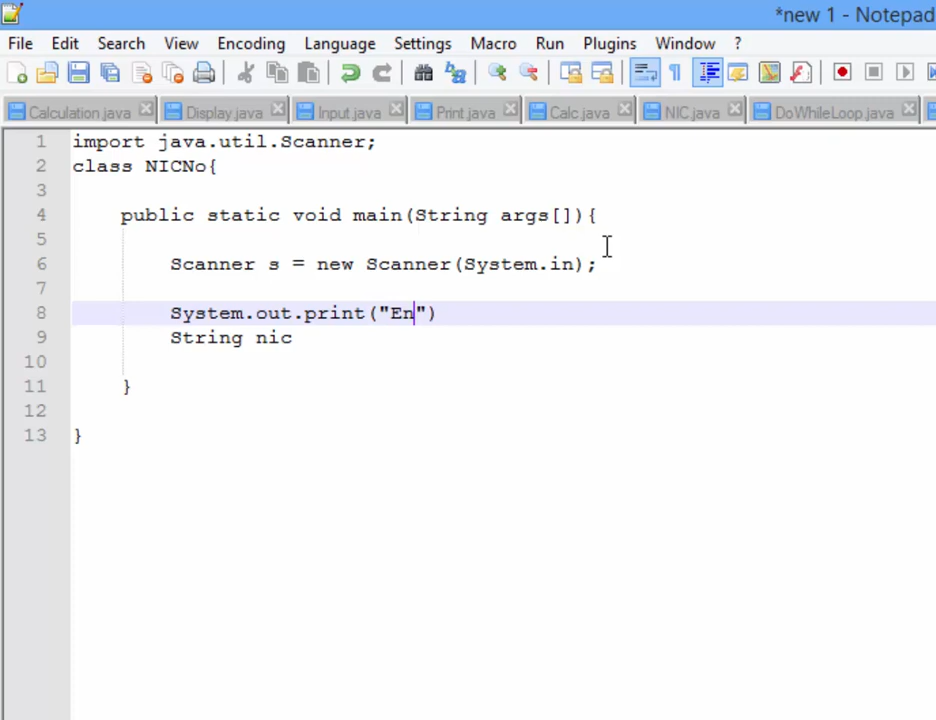 *new 1 - Notepad
File Edit Search View Encoding Language Settings Macro Run Plugins Window ?
Calculation.java Display.java Input.java Print.java Calc.java NIC.java DoWhileLoop.java
1 import java.util.Scanner;
2 class NICNo{
3
4 public static void main(String args[]){
5
6 Scanner s = new Scanner(System.in);
7
8 System.out.print("En")
9 String nic
10
11 }
12
13 }